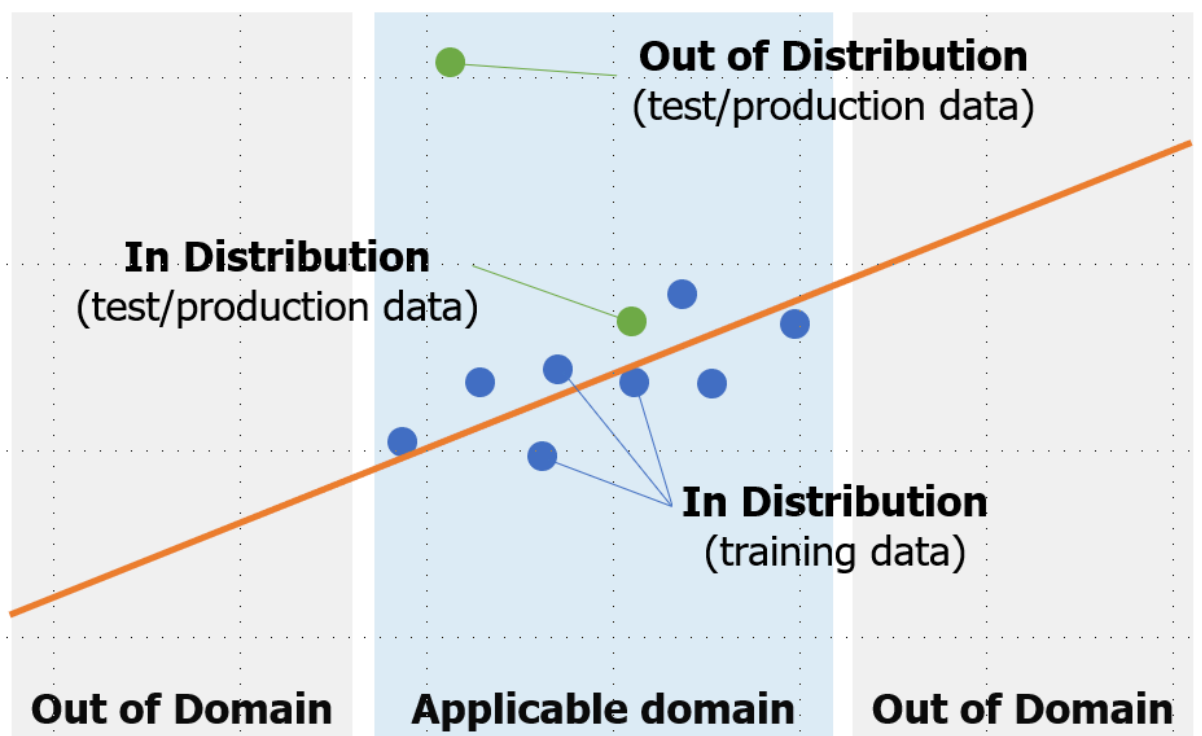 Out of Distribution
(test/production data)
In Distribution
(test/production data)
In Distribution
(training data)
Out of Domain
Applicable domain
Out of Domain